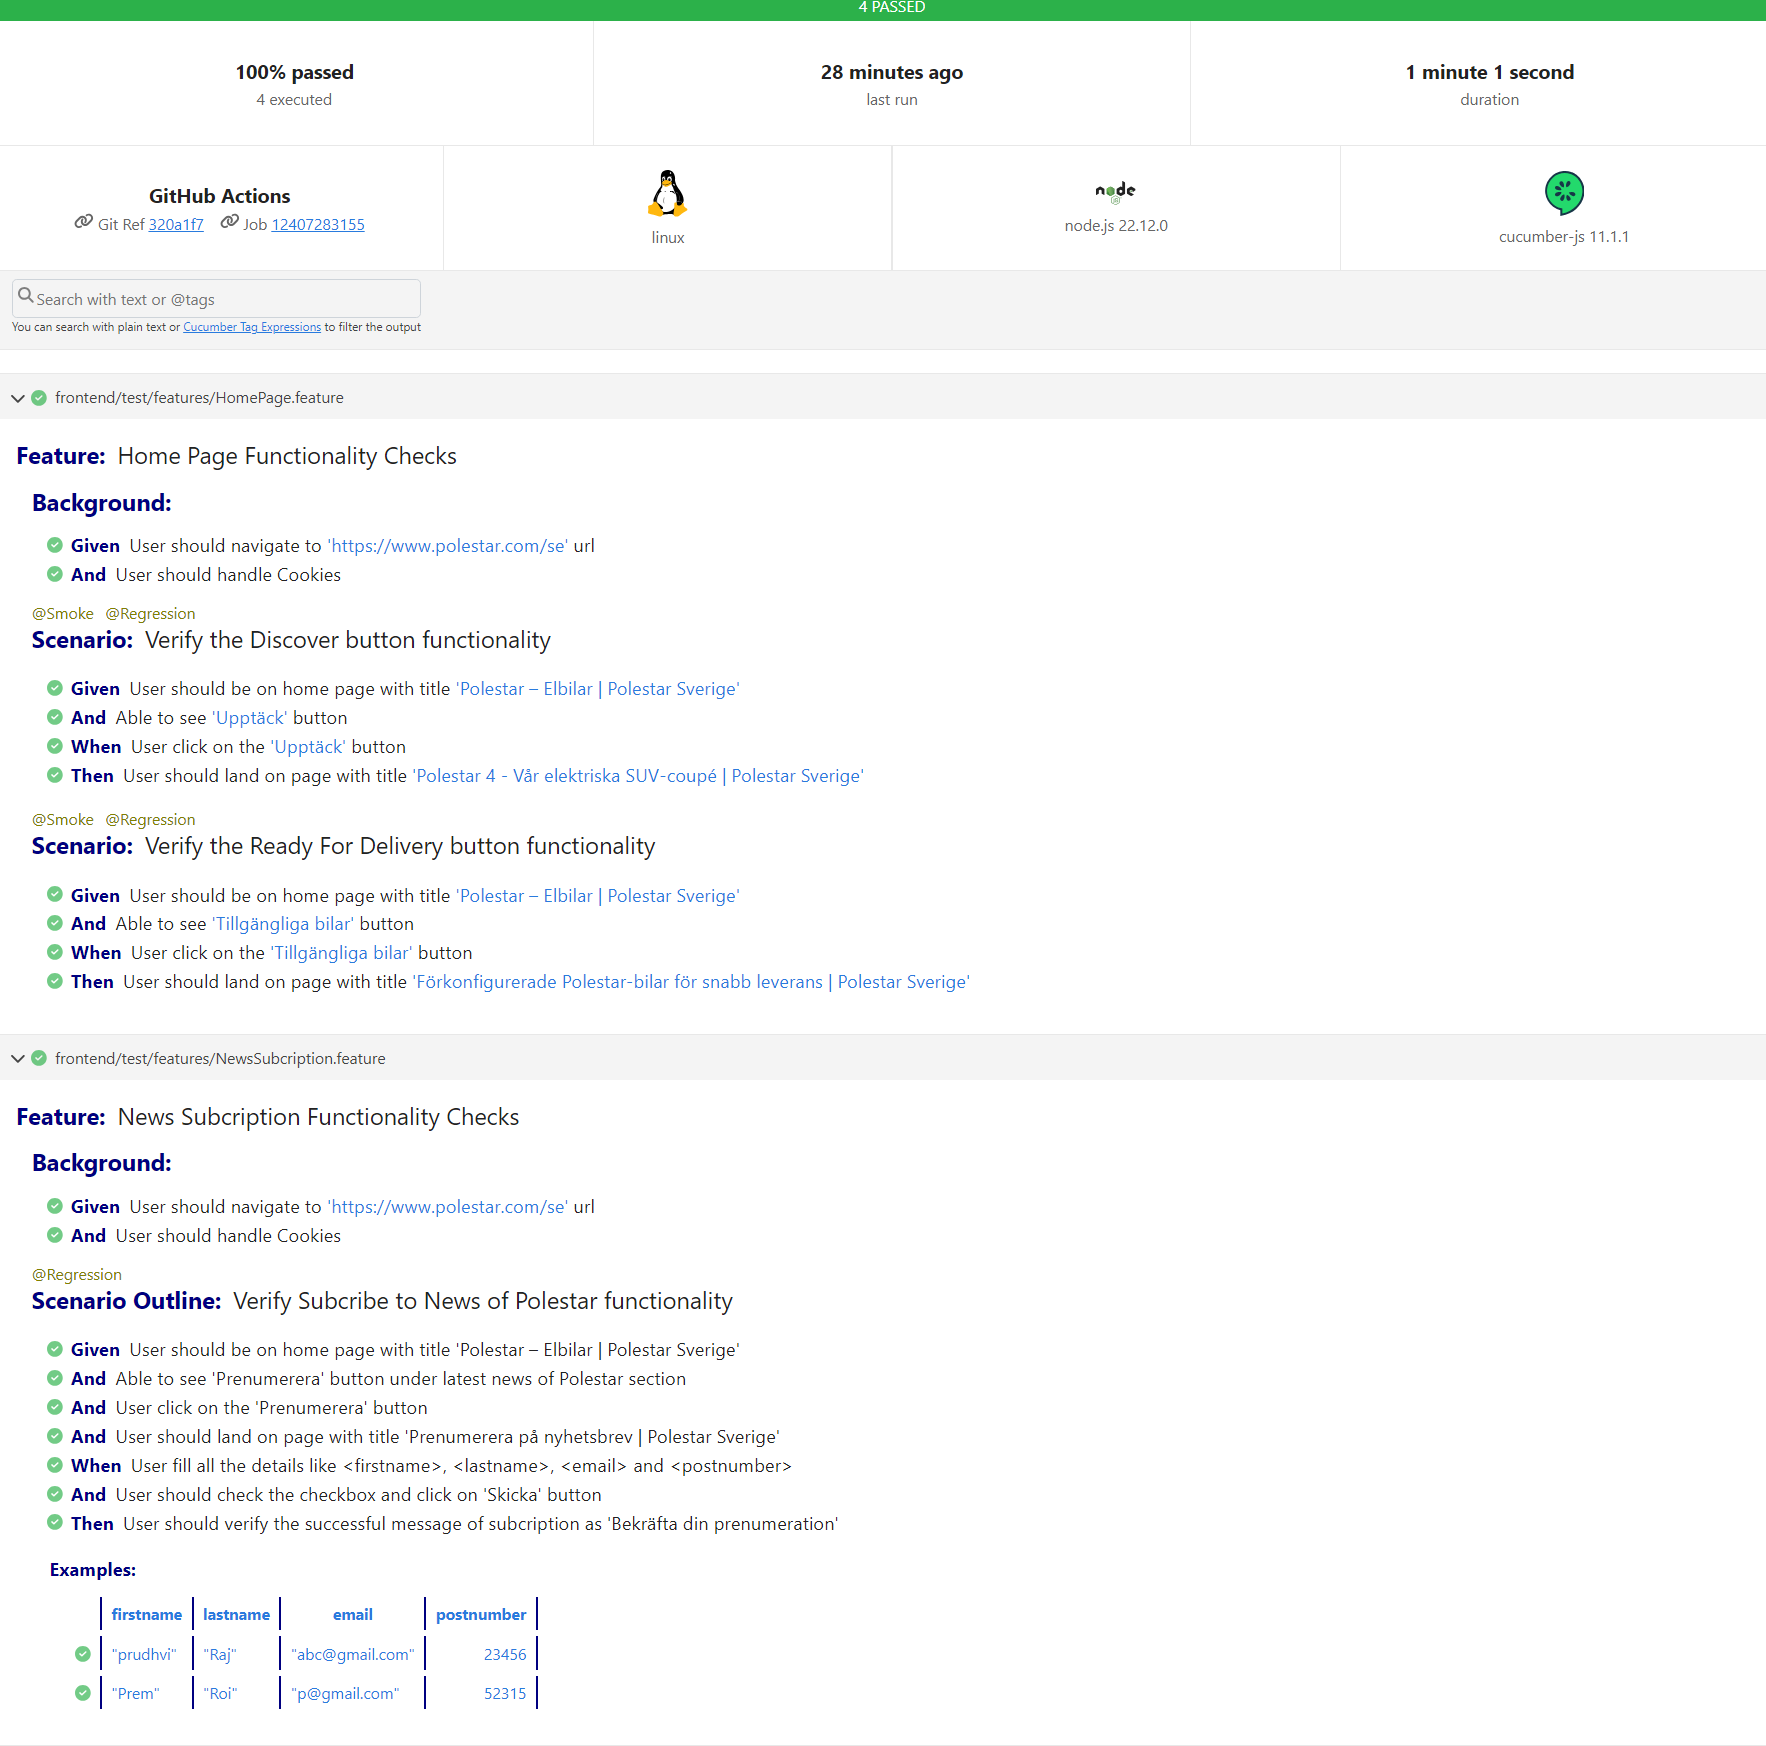 4 PASSED
100% passed
4 executed
28 minutes ago
last run
1 minute 1 second
duration
GitHub Actions
Git Ref 320a1f7 Job 12407283155
linux
node
JS
node.js 22.12.0
cucumber-js 11.1.1
Search with text or @tags
You can search with plain text or Cucumber Tag Expressions to filter the output
frontend/test/features/HomePage.feature
Feature: Home Page Functionality Checks
Background:
Given User should navigate to 'https://www.polestar.com/se' url
And User should handle Cookies
@Smoke @Regression
Scenario: Verify the Discover button functionality
Given User should be on home page with title 'Polestar – Elbilar | Polestar Sverige'
And Able to see 'Upptäck' button
When User click on the 'Upptäck' button
Then User should land on page with title 'Polestar 4 - Vår elektriska SUV-coupé | Polestar Sverige'
@Smoke @Regression
Scenario: Verify the Ready For Delivery button functionality
Given User should be on home page with title 'Polestar – Elbilar | Polestar Sverige'
And Able to see 'Tillgängliga bilar' button
When User click on the 'Tillgängliga bilar' button
Then User should land on page with title 'Förkonfigurerade Polestar-bilar för snabb leverans | Polestar Sverige'
frontend/test/features/NewsSubcription.feature
Feature: News Subcription Functionality Checks
Background:
Given User should navigate to 'https://www.polestar.com/se' url
And User should handle Cookies
@Regression
Scenario Outline: Verify Subcribe to News of Polestar functionality
Given User should be on home page with title 'Polestar – Elbilar | Polestar Sverige'
And Able to see 'Prenumerera' button under latest news of Polestar section
And User click on the 'Prenumerera' button
And User should land on page with title 'Prenumerera på nyhetsbrev | Polestar Sverige'
When User fill all the details like <firstname>, <lastname>, <email> and <postnumber>
And User should check the checkbox and click on 'Skicka' button
Then User should verify the successful message of subcription as 'Bekräfta din prenumeration'
Examples:
firstname lastname email postnumber
"prudhvi" "Raj" "abc@gmail.com" 23456
"Prem" "Roi" "p@gmail.com" 52315